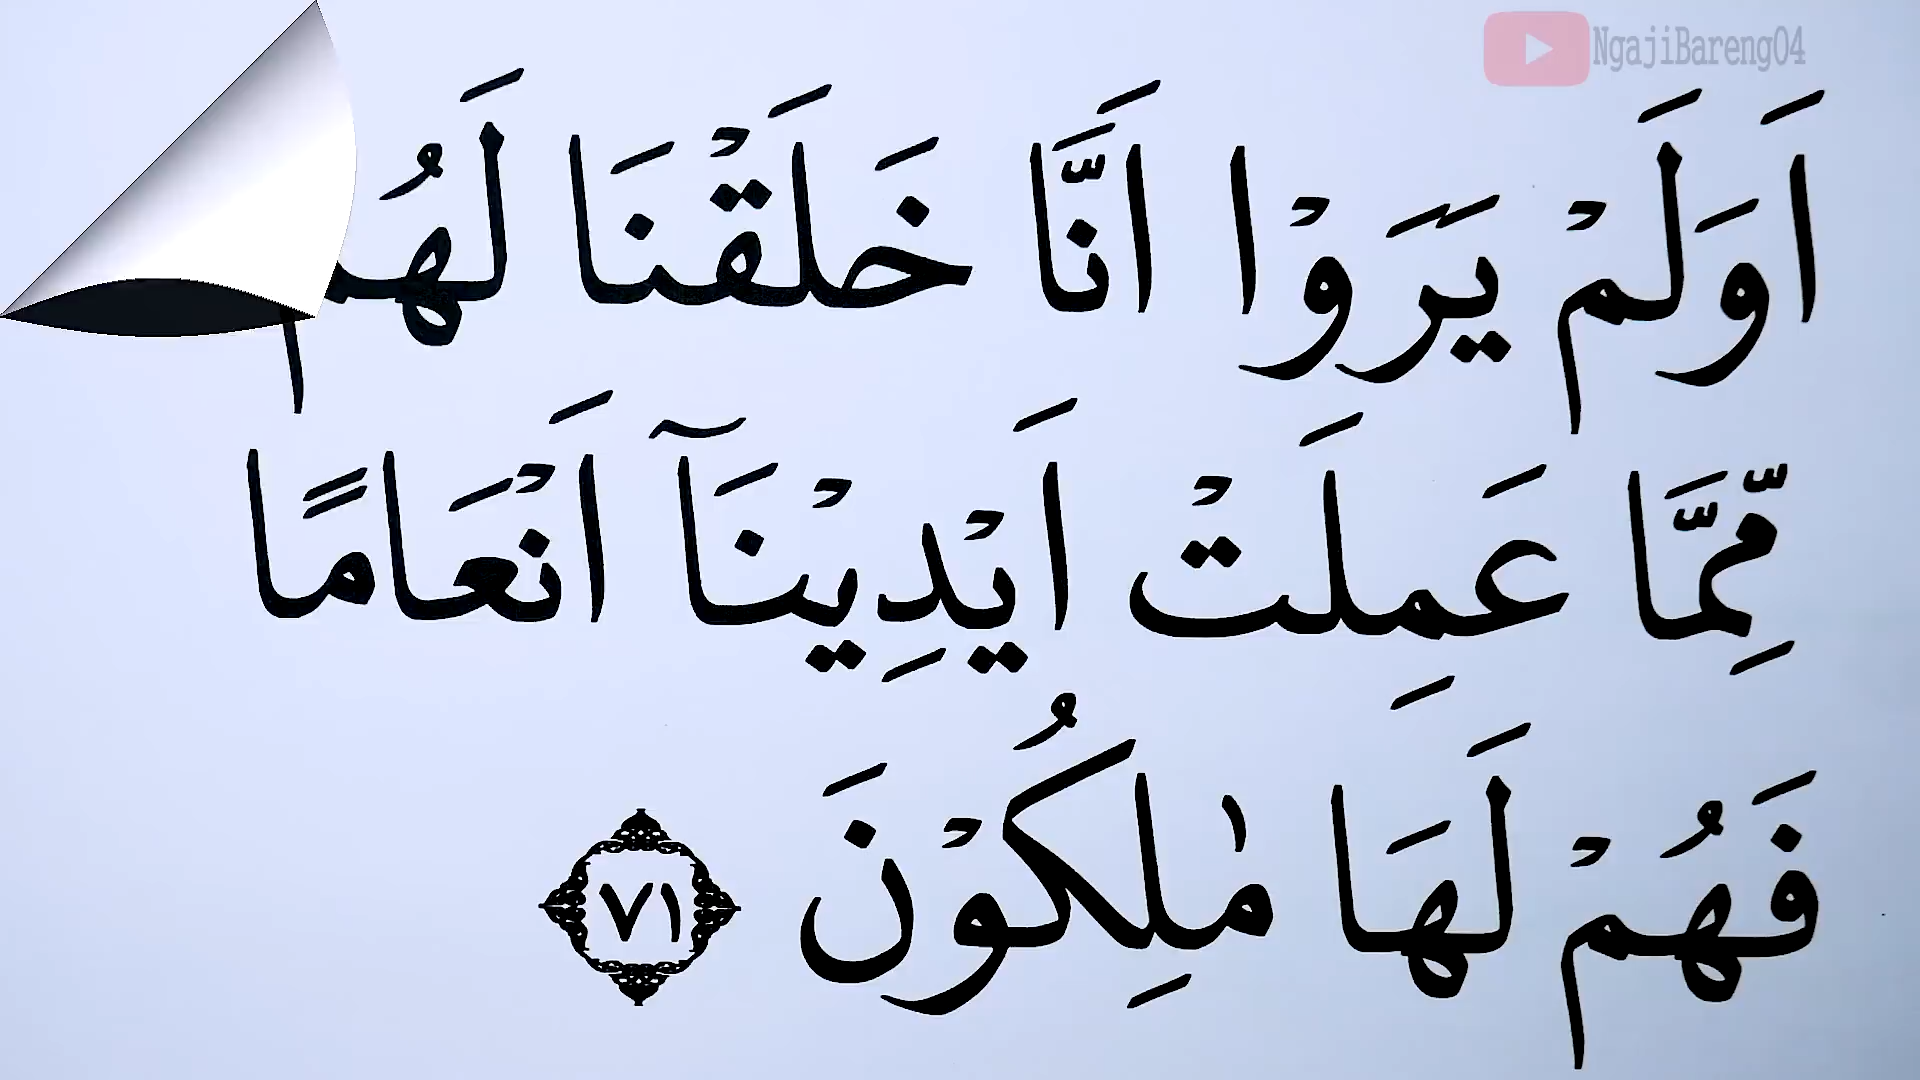 NgajiBareng04
اَوَلَمْ يَرَوْا اَنَّا خَلَقْنَا لَهُم
مِّمَّا عَمِلَتْ اَيْدِيْنَآ اَنْعَامًا
فَهُمْ لَهَا مٰلِكُوْنَ ٧١